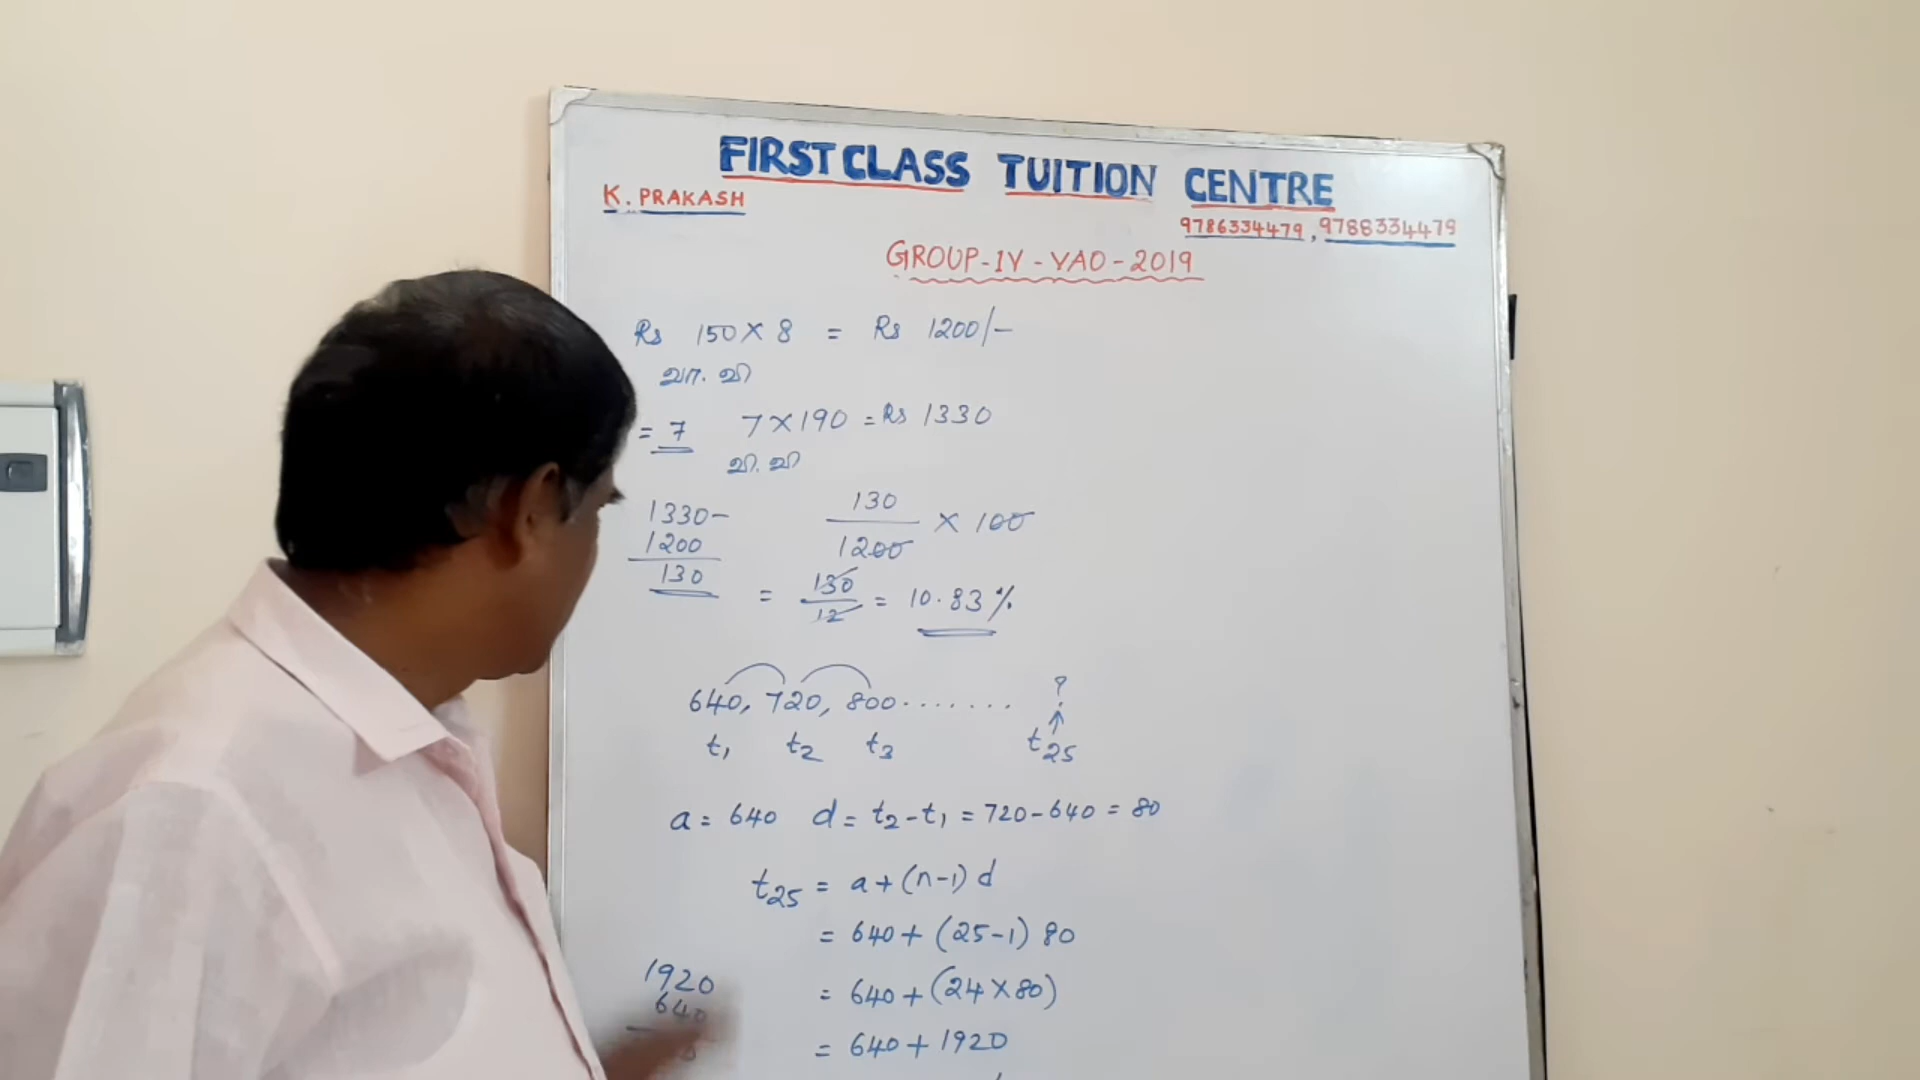 FIRST CLASS TUITION CENTRE
K. PRAKASH
9786334479, 9788334479
GROUP-IV-VAO-2019
Rs 150×8 = Rs 1200/-
வா. வி
= 7 7×190 = Rs 1330
வி. வி
1330-
1200
130
130/1200 × 100
= 130/12 = 10.83%
640, 720, 800....... ?
t1 t2 t3 t25
a = 640 d = t2-t1 = 720-640 = 80
t25 = a+(n-1)d
= 640+(25-1)80
= 640+(24×80)
= 640+1920
1920
640